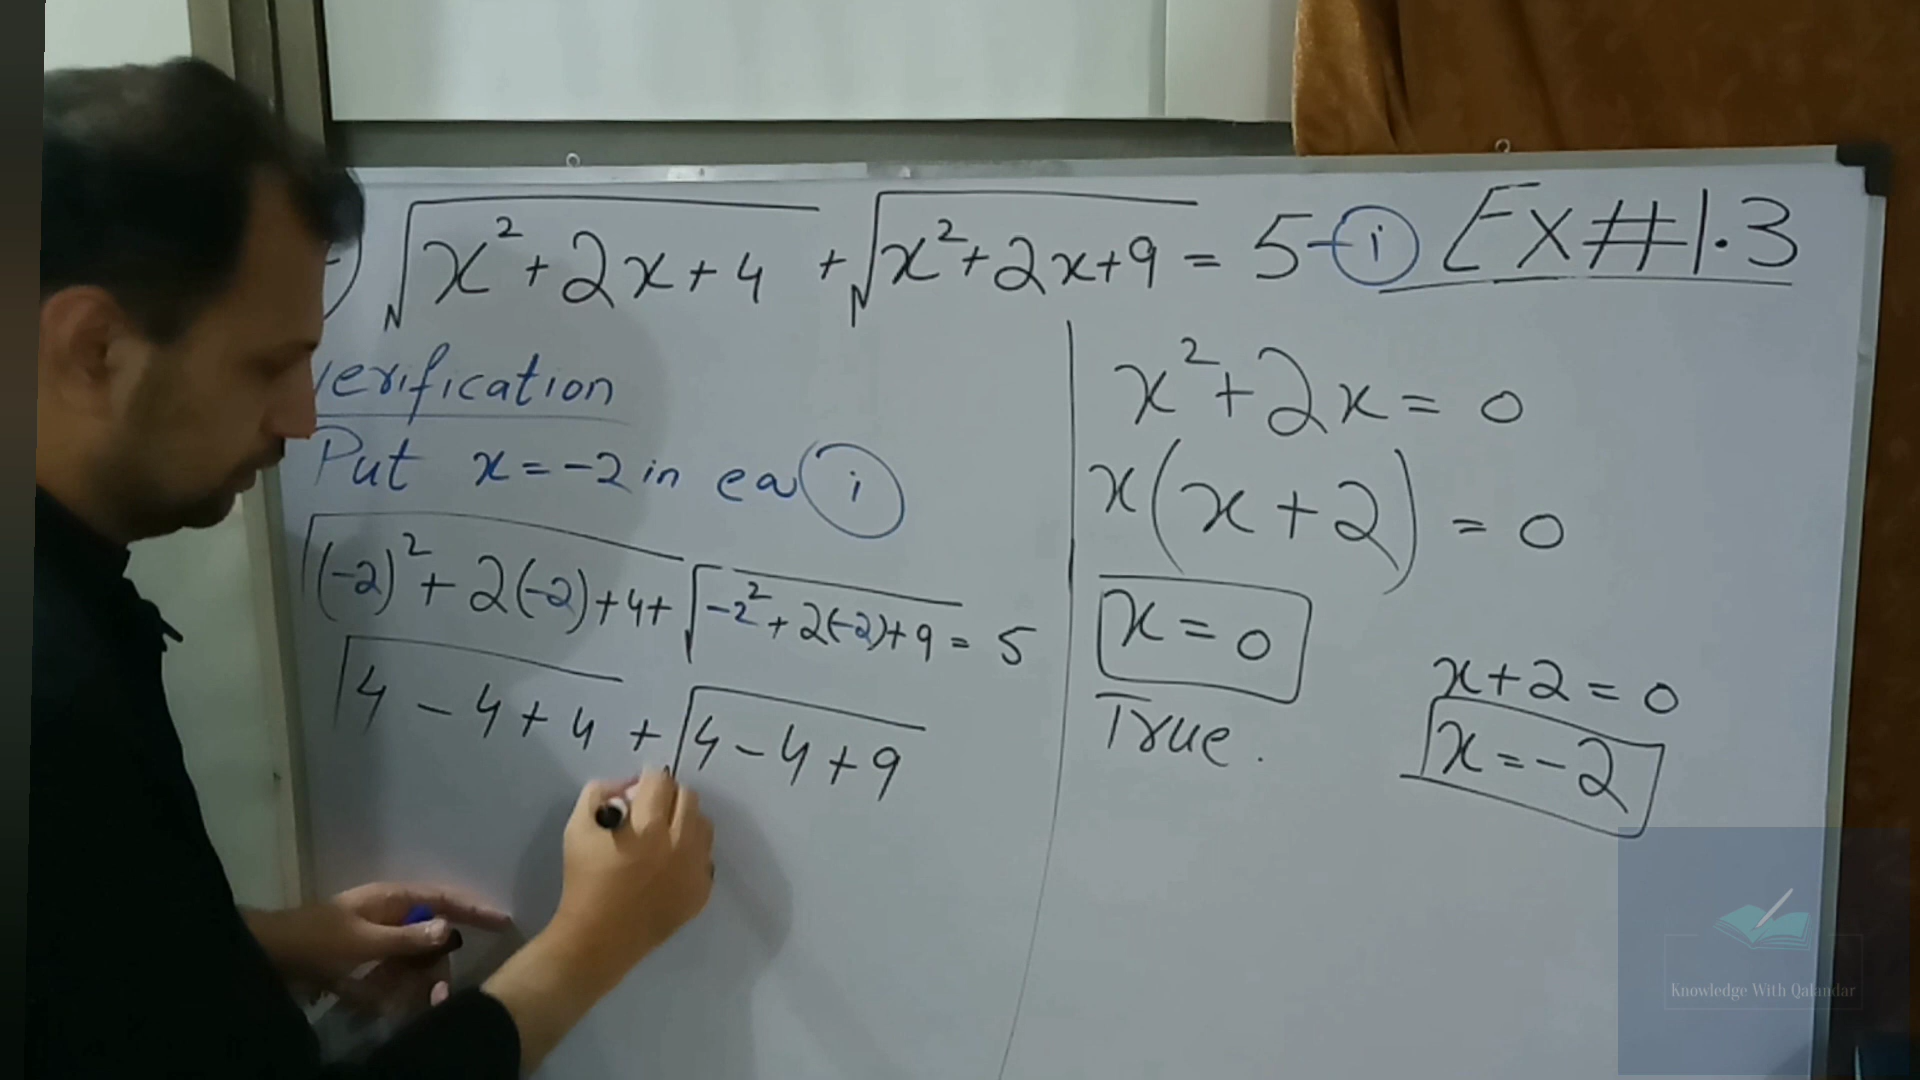 √x²+2x+4 + √x²+2x+9 = 5 - i Ex#1.3
verification
Put x=-2 in eq i
√(-2)²+2(-2)+4 + √-2²+2(-2)+9 = 5
√4-4+4 + √4-4+9
x²+2x=0
x(x+2)=0
x=0
True.
x+2=0
x=-2
Knowledge With Qalandar